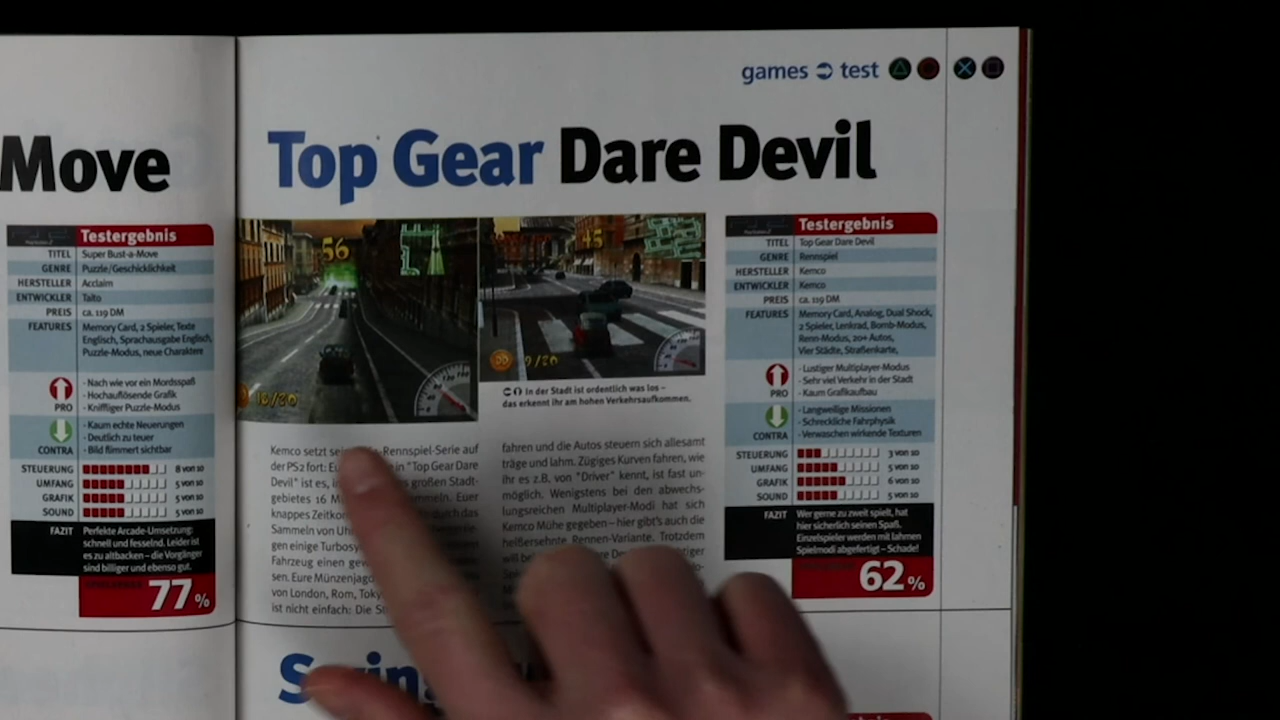 games test
Move
Top Gear Dare Devil
Testergebnis
TITEL Super Bust-a-Move
GENRE Puzzle/Geschicklichkeit
HERSTELLER Acclaim
ENTWICKLER Taito
PREIS ca. 119 DM
FEATURES Memory Card, 2 Spieler, Texte
Englisch, Sprachausgabe Englisch,
Puzzle-Modus, neue Charaktere
PRO
- Nach wie vor ein Mordsspaß
- Hochauflösende Grafik
- Kniffliger Puzzle-Modus
CONTRA
- Kaum echte Neuerungen
- Deutlich zu teuer
- Bild flimmert sichtbar
STEUERUNG 8 von 10
UMFANG 5 von 10
GRAFIK 5 von 10
SOUND 5 von 10
FAZIT Perfekte Arcade-Umsetzung:
schnell und fesselnd. Leider ist
es zu altbacken – die Vorgänger
sind billiger und ebenso gut.
77%
56
18/20
45
9/20
In der Stadt ist ordentlich was los –
das erkennt ihr am hohen Verkehrsaufkommen.
Kemco setzt Rennspiel-Serie auf
der PS2 fort: in "Top Gear Dare
Devil" ist es, großen Stadt-
gebietes 16
knappes durch das
Sammeln von
gen einige
Fahrzeug einen
sen. Eure
von London, Rom,
ist nicht einfach: Die
fahren und die Autos steuern sich allesamt
träge und lahm. Zügiges Kurven fahren, wie
ihr es z.B. von "Driver" kennt, ist fast un-
möglich. Wenigstens bei den abwechs-
lungsreichen Multiplayer-Modi hat sich
Kemco Mühe gegeben – hier gibt's auch die
heißersehnte Rennen-Variante. Trotzdem
will
Testergebnis
TITEL Top Gear Dare Devil
GENRE Rennspiel
HERSTELLER Kemco
ENTWICKLER Kemco
PREIS ca. 119 DM
FEATURES Memory Card, Analog, Dual Shock,
2 Spieler, Lenkrad, Bomb-Modus,
Renn-Modus, 20+ Autos,
Vier Städte, Straßenkarte,
PRO
- Lustiger Multiplayer-Modus
- Sehr viel Verkehr in der Stadt
- Kaum Grafikaufbau
CONTRA
- Langweilige Missionen
- Schreckliche Fahrphysik
- Verwaschen wirkende Texturen
STEUERUNG 3 von 10
UMFANG 5 von 10
GRAFIK 6 von 10
SOUND 5 von 10
FAZIT Wer gerne zu zweit spielt, hat
hier sicherlich seinen Spaß.
Einzelspieler werden mit lahmen
Spielmodi abgefertigt – Schade!
62%